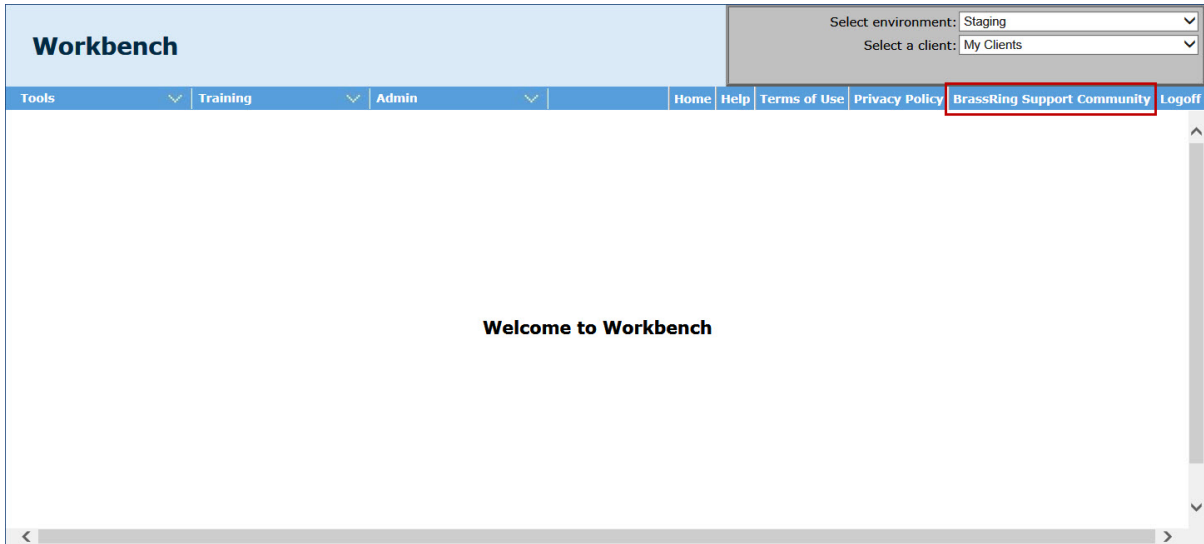 Workbench
Select environment: Staging
Select a client: My Clients
Tools Training Admin Home Help Terms of Use Privacy Policy BrassRing Support Community Logoff
Welcome to Workbench